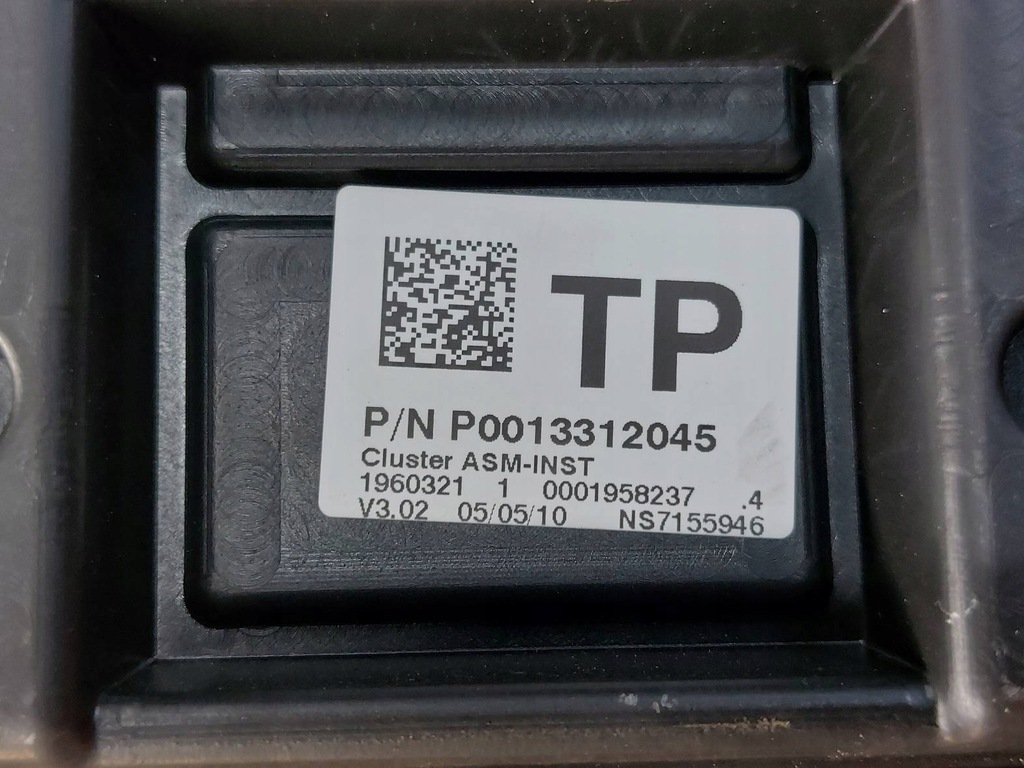 TP
P/N P0013312045
Cluster ASM-INST
1960321 1 0001958237 .4
V3.02 05/05/10 NS7155946